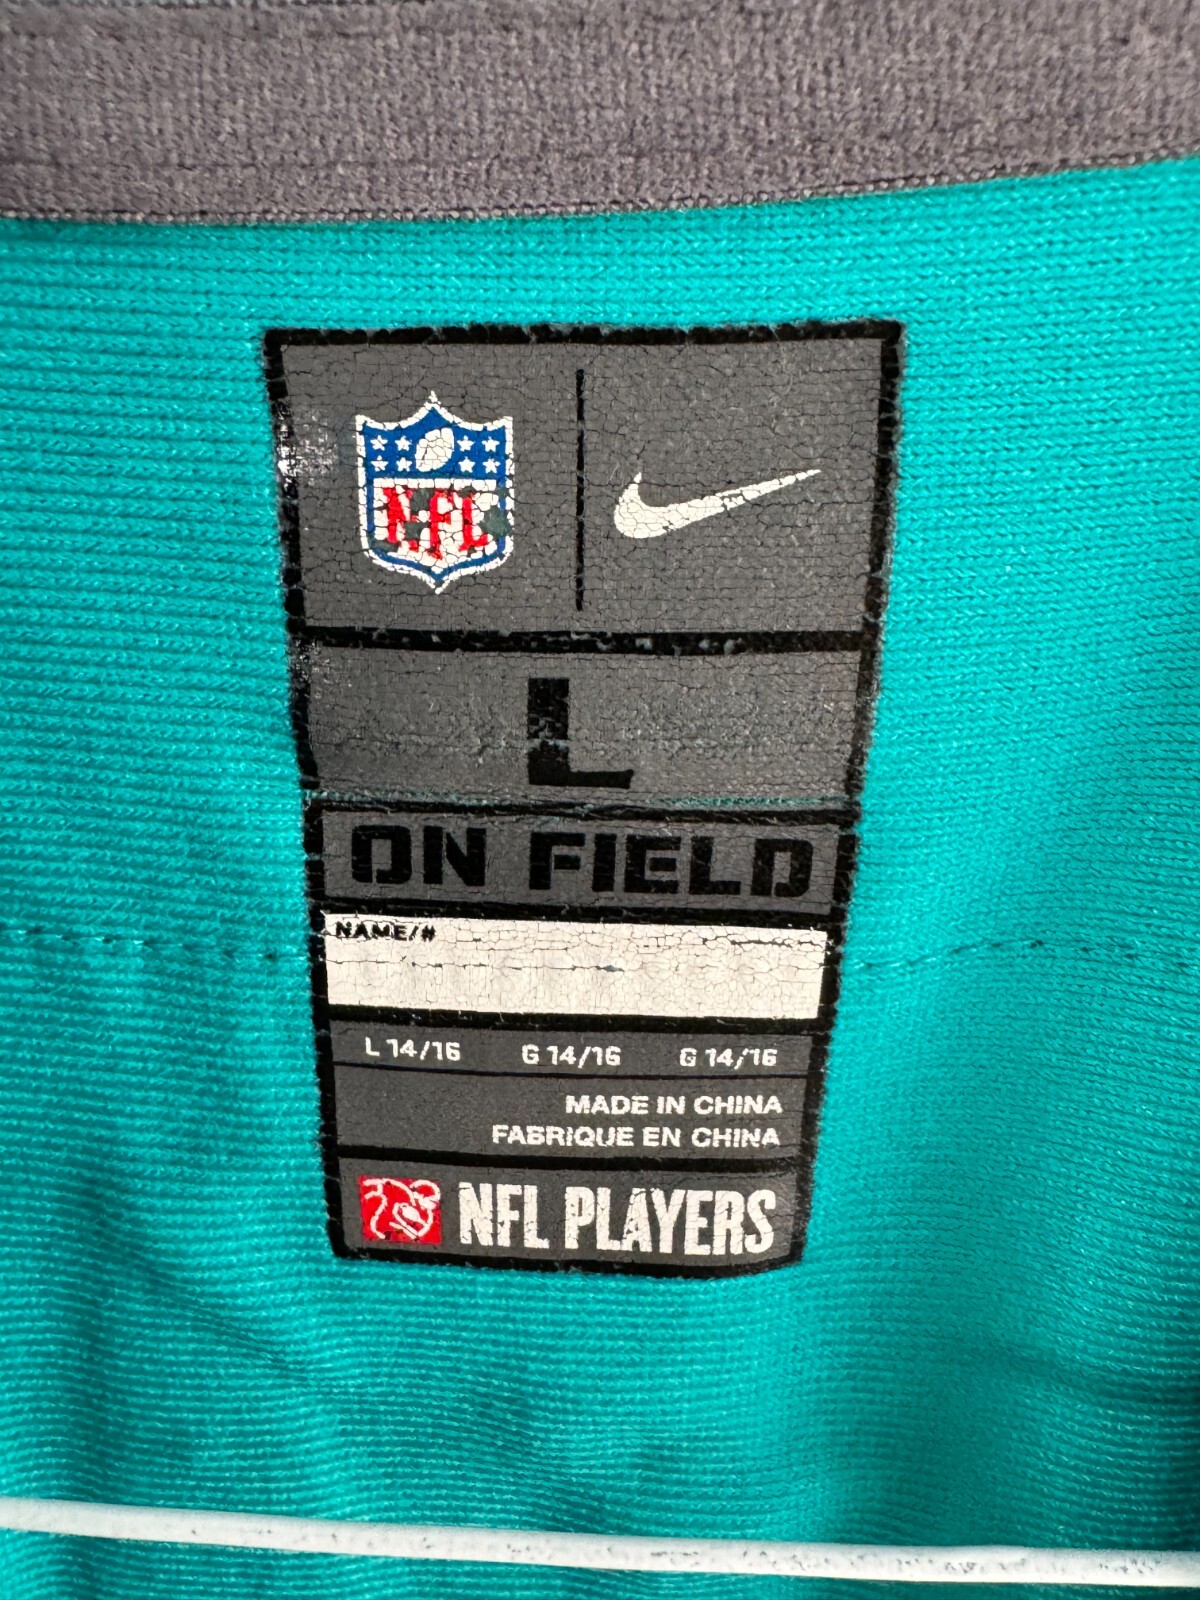 NFL
L
ON FIELD
NAME/#
L 14/16 G 14/16 G 14/16
MADE IN CHINA
FABRIQUE EN CHINA
NFL PLAYERS